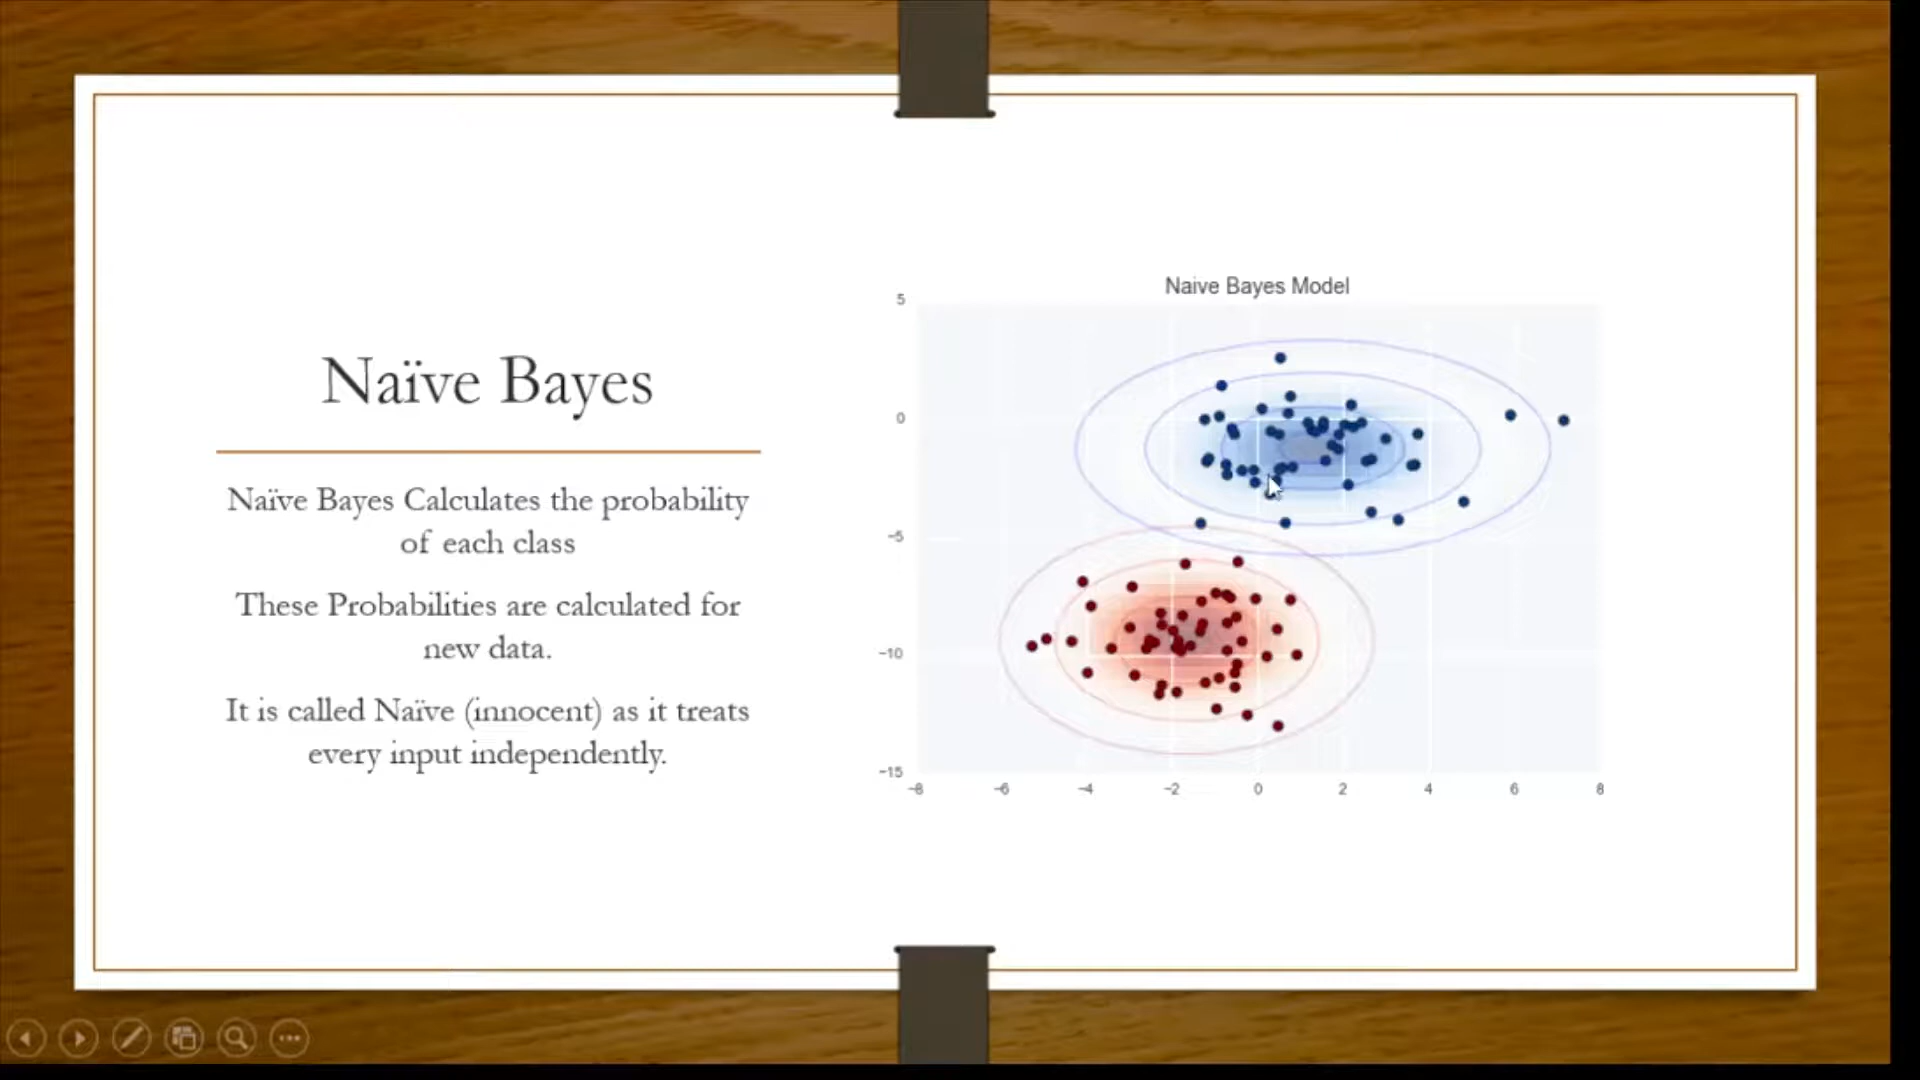 Naïve Bayes
Naïve Bayes Calculates the probability
of each class
These Probabilities are calculated for
new data.
It is called Naïve (innocent) as it treats
every input independently.
Naive Bayes Model
5
0
−5
−10
−15
−8 −6 −4 −2 0 2 4 6 8